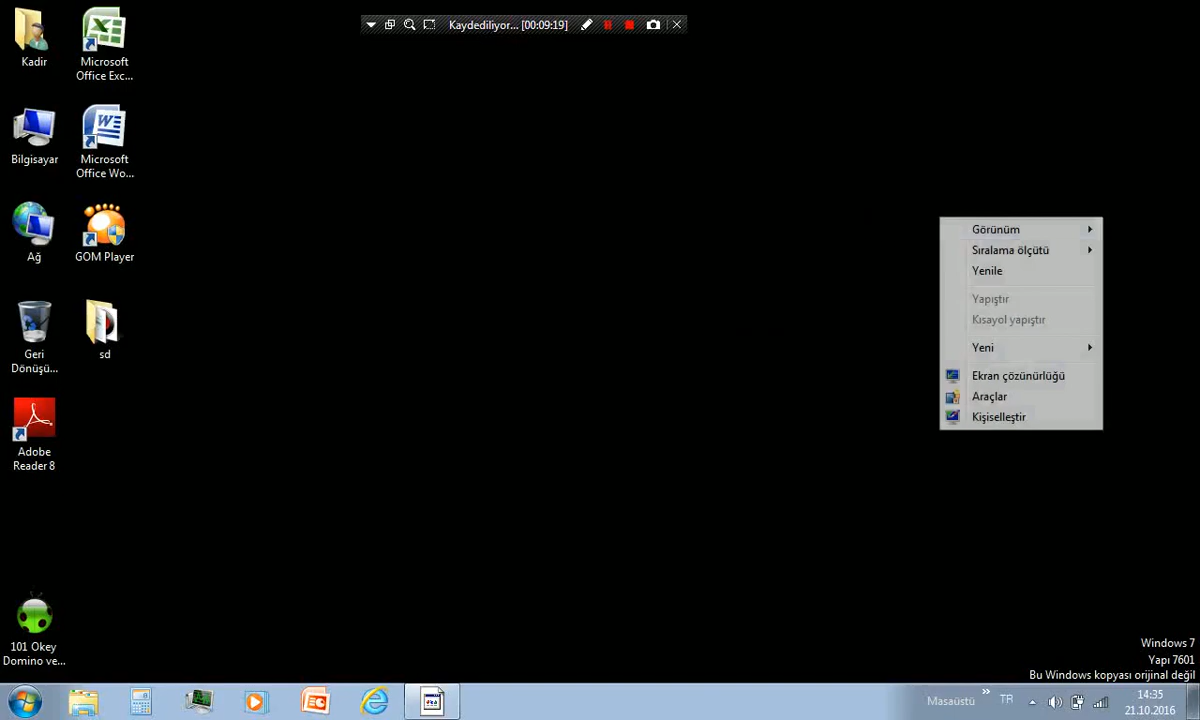 Kaydediliyor... [00:09:19]
Kadir
Microsoft
Office Exc...
Bilgisayar
Microsoft
Office Wo...
Ağ
GOM Player
Geri
Dönüşü...
sd
Adobe
Reader 8
101 Okey
Domino ve...
Görünüm
Sıralama ölçütü
Yenile
Yapıştır
Kısayol yapıştır
Yeni
Ekran çözünürlüğü
Araçlar
Kişiselleştir
Windows 7
Yapı 7601
Bu Windows kopyası orijinal değil
Masaüstü
TR
14:35
21.10.2016